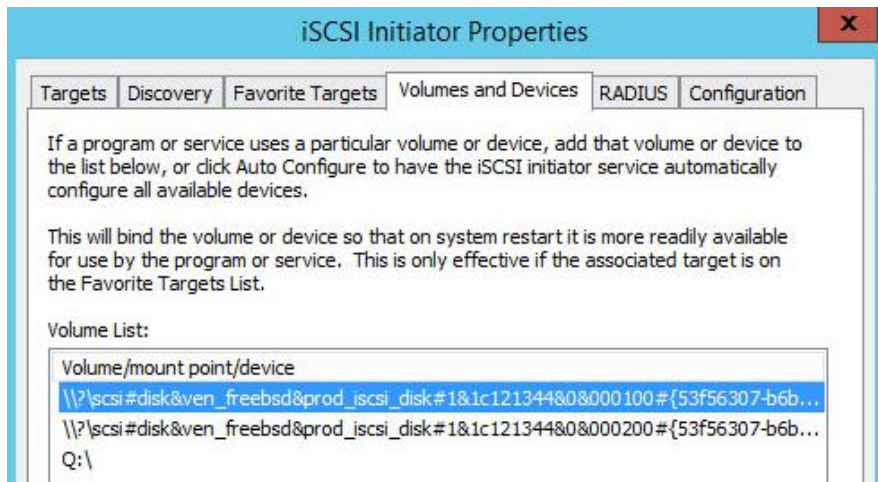 iSCSI Initiator Properties
x
Targets Discovery Favorite Targets Volumes and Devices RADIUS Configuration
If a program or service uses a particular volume or device, add that volume or device to
the list below, or click Auto Configure to have the iSCSI initiator service automatically
configure all available devices.
This will bind the volume or device so that on system restart it is more readily available
for use by the program or service.  This is only effective if the associated target is on
the Favorite Targets List.
Volume List:
Volume/mount point/device
\\?\scsi#disk&ven_freebsd&prod_iscsi_disk#1&1c121344&0&000100#{53f56307-b6b...
\\?\scsi#disk&ven_freebsd&prod_iscsi_disk#1&1c121344&0&000200#{53f56307-b6b...
Q:\